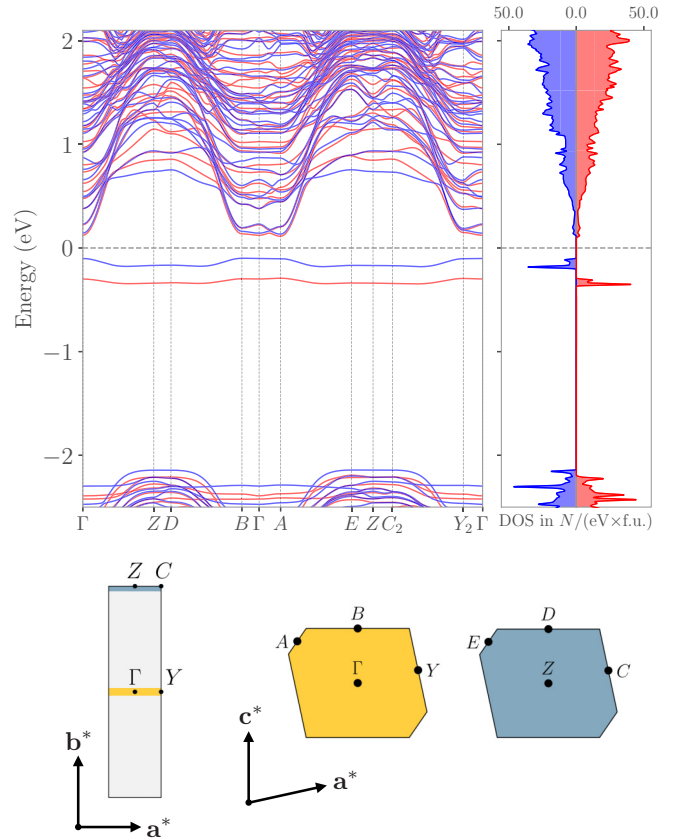 50.0 0.0 50.0
2
1
0
−1
−2
Energy (eV)
Γ Z D B Γ A E Z C₂ Y₂ Γ
DOS in N/(eV×f.u.)
Z C
Γ Y
b*
a*
B
A
Γ
Y
D
E
Z
C
c*
a*